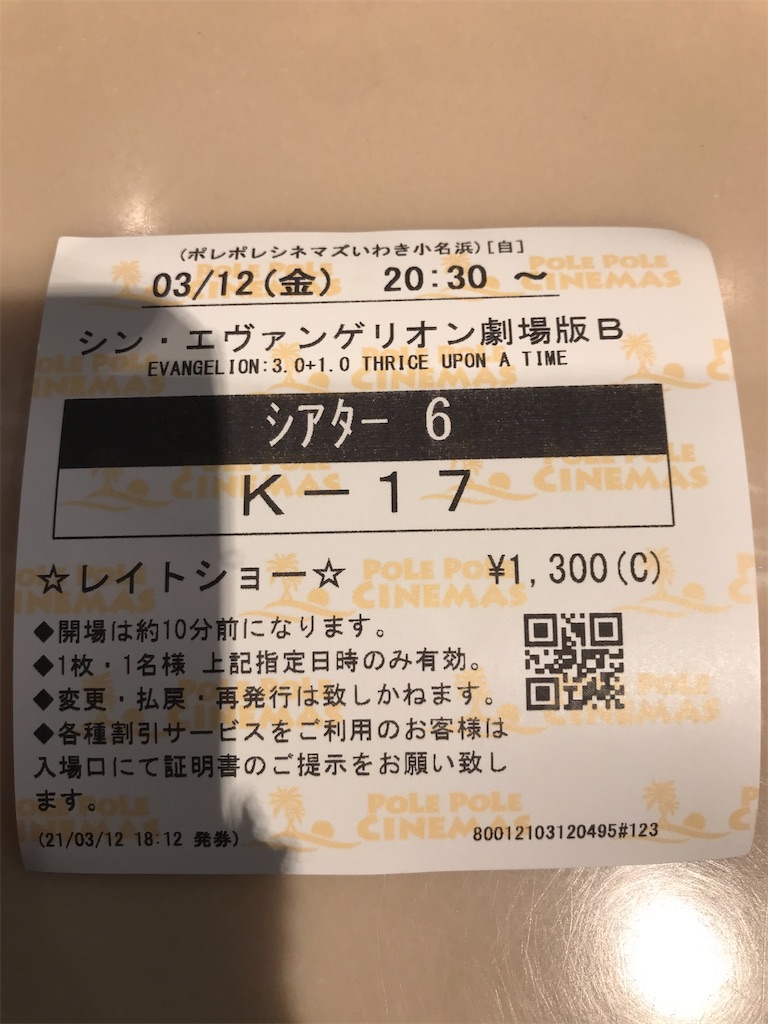 (ポレポレシネマズいわき小名浜)[自]
03/12(金) 20:30 ～
シン・エヴァンゲリオン劇場版B
EVANGELION:3.0+1.0 THRICE UPON A TIME
シアター 6
K－17
☆レイトショー☆ ¥1,300(C)
◆開場は約10分前になります。
◆1枚・1名様 上記指定日時のみ有効。
◆変更・払戻・再発行は致しかねます。
◆各種割引サービスをご利用のお客様は
入場口にて証明書のご提示をお願い致し
ます。
(21/03/12 18:12 発券) 80012103120495#123
POLE POLE
CINEMAS